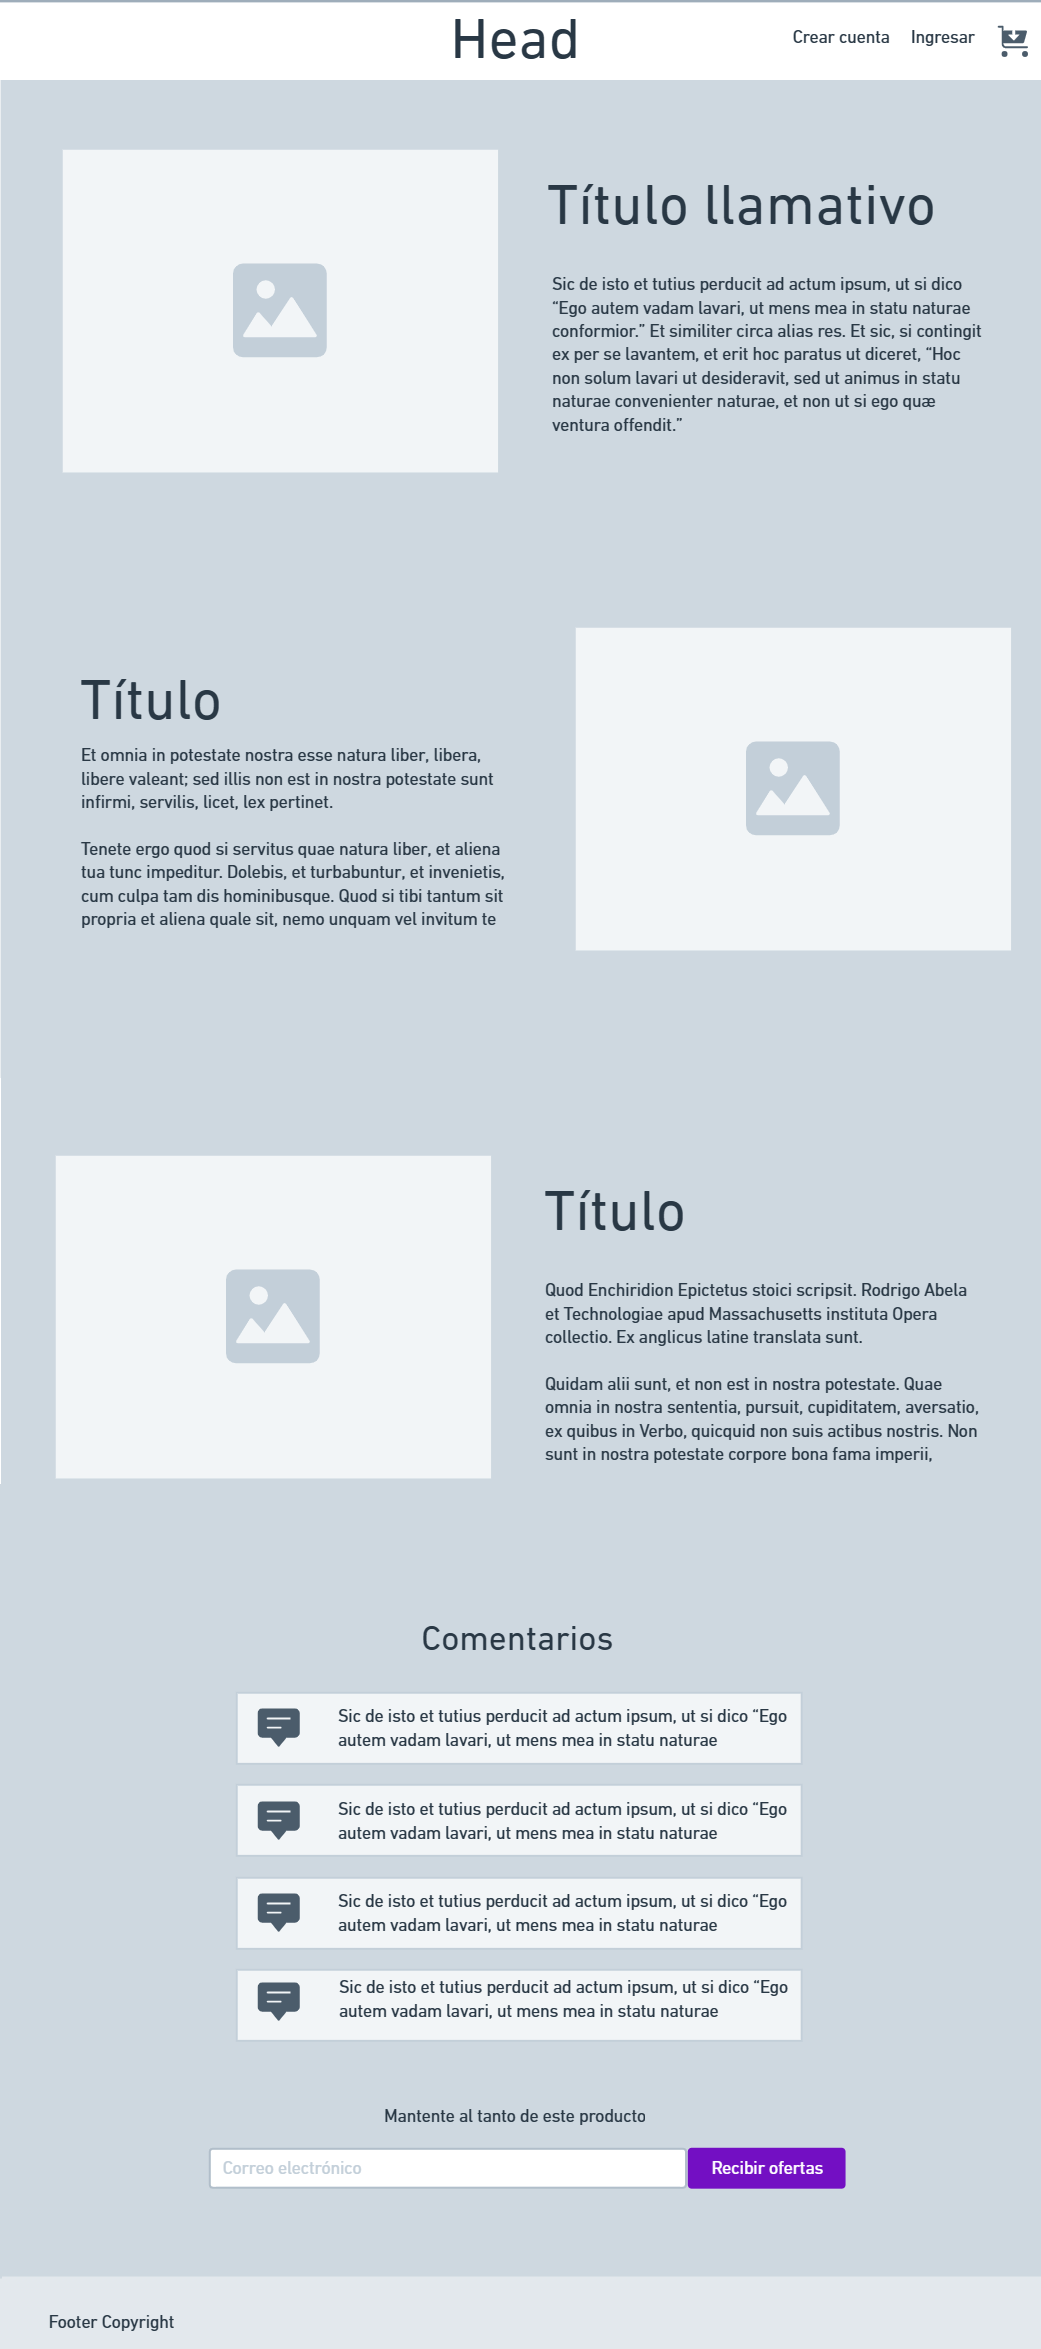 Head
Crear cuenta
Ingresar
Título llamativo
Sic de isto et tutius perducit ad actum ipsum, ut si dico
“Ego autem vadam lavari, ut mens mea in statu naturae
conformior.” Et similiter circa alias res. Et sic, si contingit
ex per se lavantem, et erit hoc paratus ut diceret, “Hoc
non solum lavari ut desideravit, sed ut animus in statu
naturae convenienter naturae, et non ut si ego quæ
ventura offendit.”
Título
Et omnia in potestate nostra esse natura liber, libera,
libere valeant; sed illis non est in nostra potestate sunt
infirmi, servilis, licet, lex pertinet.
Tenete ergo quod si servitus quae natura liber, et aliena
tua tunc impeditur. Dolebis, et turbabuntur, et invenietis,
cum culpa tam dis hominibusque. Quod si tibi tantum sit
propria et aliena quale sit, nemo unquam vel invitum te
Título
Quod Enchiridion Epictetus stoici scripsit. Rodrigo Abela
et Technologiae apud Massachusetts instituta Opera
collectio. Ex anglicus latine translata sunt.
Quidam alii sunt, et non est in nostra potestate. Quae
omnia in nostra sententia, pursuit, cupiditatem, aversatio,
ex quibus in Verbo, quicquid non suis actibus nostris. Non
sunt in nostra potestate corpore bona fama imperii,
Comentarios
Sic de isto et tutius perducit ad actum ipsum, ut si dico “Ego
autem vadam lavari, ut mens mea in statu naturae
Sic de isto et tutius perducit ad actum ipsum, ut si dico “Ego
autem vadam lavari, ut mens mea in statu naturae
Sic de isto et tutius perducit ad actum ipsum, ut si dico “Ego
autem vadam lavari, ut mens mea in statu naturae
Sic de isto et tutius perducit ad actum ipsum, ut si dico “Ego
autem vadam lavari, ut mens mea in statu naturae
Mantente al tanto de este producto
Correo electrónico
Recibir ofertas
Footer Copyright